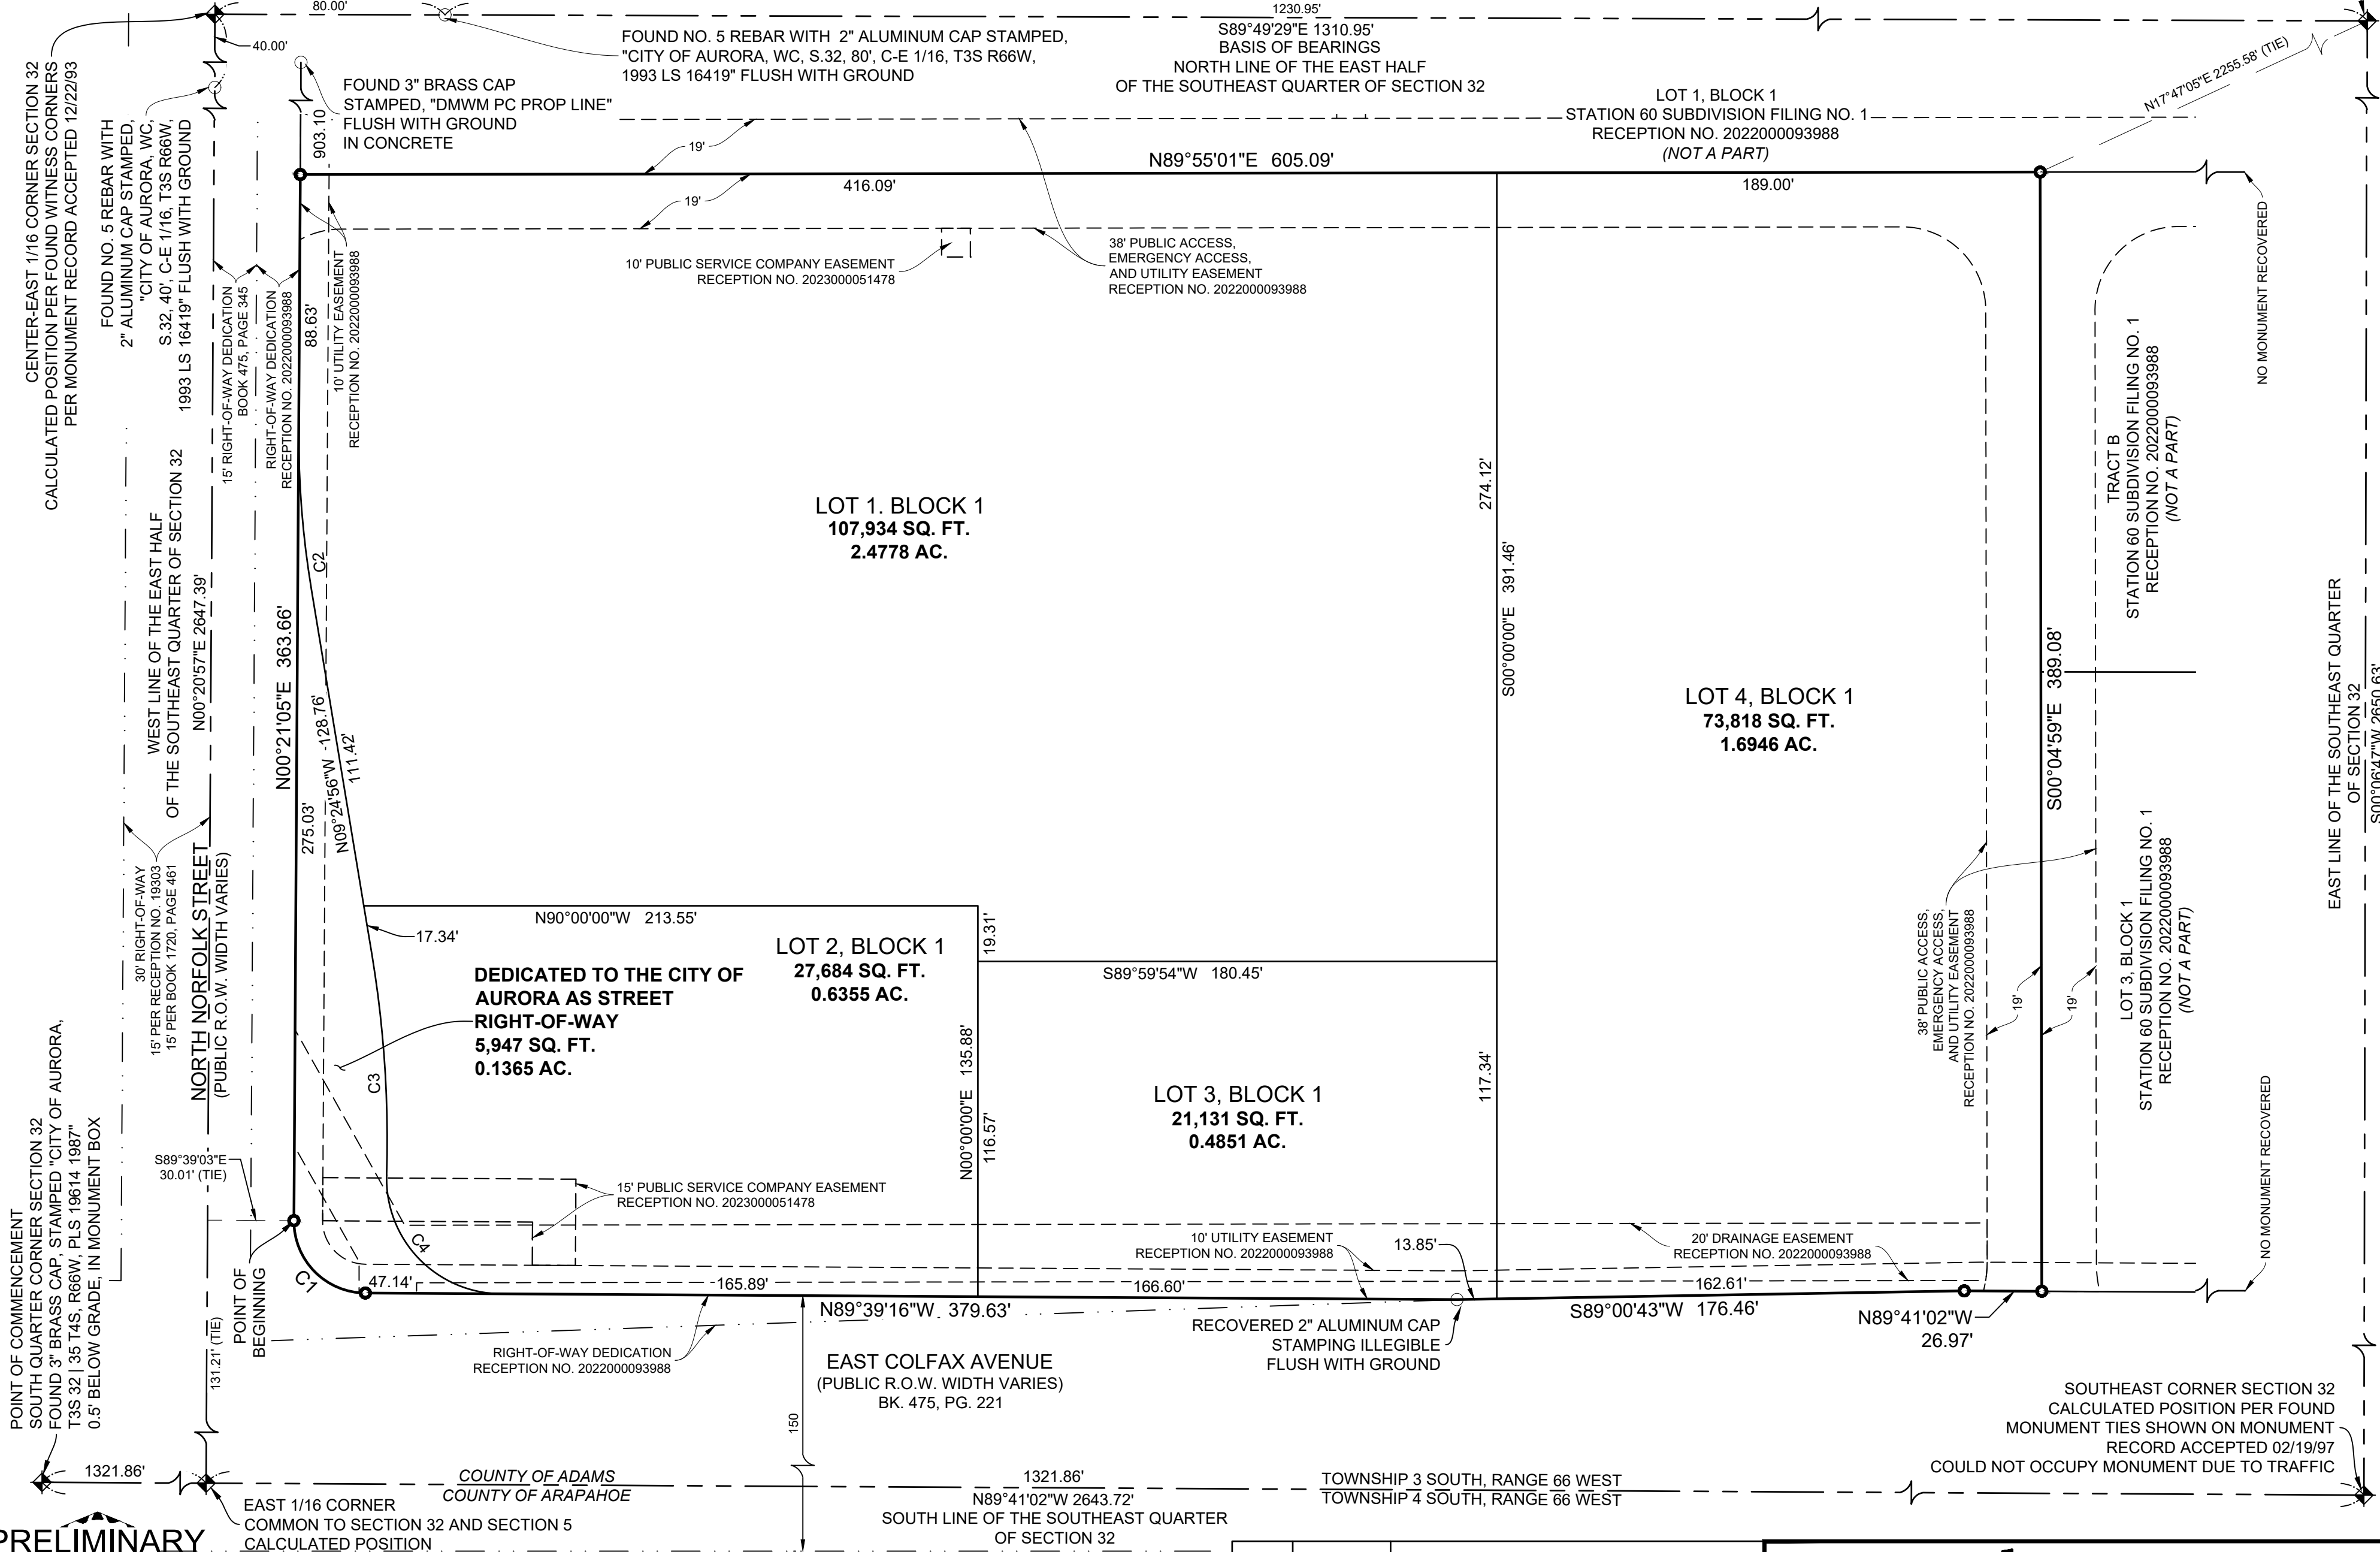 80.00'
1230.95'
40.00'
FOUND NO. 5 REBAR WITH 2" ALUMINUM CAP STAMPED,
"CITY OF AURORA, WC, S.32, 80', C-E 1/16, T3S R66W,
1993 LS 16419" FLUSH WITH GROUND
S89°49'29"E 1310.95'
BASIS OF BEARINGS
NORTH LINE OF THE EAST HALF
OF THE SOUTHEAST QUARTER OF SECTION 32
N17°47'05"E 2255.58' (TIE)
FOUND 3" BRASS CAP
STAMPED, "DMWM PC PROP LINE"
FLUSH WITH GROUND
IN CONCRETE
LOT 1, BLOCK 1
STATION 60 SUBDIVISION FILING NO. 1
RECEPTION NO. 2022000093988
(NOT A PART)
CENTER-EAST 1/16 CORNER SECTION 32
CALCULATED POSITION PER FOUND WITNESS CORNERS
PER MONUMENT RECORD ACCEPTED 12/22/93
FOUND NO. 5 REBAR WITH
2" ALUMINUM CAP STAMPED,
"CITY OF AURORA, WC,
S.32, 40', C-E 1/16, T3S R66W,
1993 LS 16419" FLUSH WITH GROUND
903.10
19'
N89°55'01"E 605.09'
416.09'
189.00'
19'
10' PUBLIC SERVICE COMPANY EASEMENT
RECEPTION NO. 2023000051478
38' PUBLIC ACCESS,
EMERGENCY ACCESS,
AND UTILITY EASEMENT
RECEPTION NO. 2022000093988
15' RIGHT-OF-WAY DEDICATION
BOOK 475, PAGE 345
RIGHT-OF-WAY DEDICATION
RECEPTION NO. 2022000093988
88.63'
10' UTILITY EASEMENT
RECEPTION NO. 2022000093988
NO MONUMENT RECOVERED
TRACT B
STATION 60 SUBDIVISION FILING NO. 1
RECEPTION NO. 2022000093988
(NOT A PART)
WEST LINE OF THE EAST HALF
OF THE SOUTHEAST QUARTER OF SECTION 32
N00°20'57"E 2647.39'
C2
LOT 1. BLOCK 1
107,934 SQ. FT.
2.4778 AC.
274.12'
S00°00'00"E 391.46'
N00°21'05"E 363.66'
275.03'
N09°24'56"W 128.76'
111.42'
LOT 4, BLOCK 1
73,818 SQ. FT.
1.6946 AC.
S00°04'59"E 389.08'
EAST LINE OF THE SOUTHEAST QUARTER
OF SECTION 32
S00°06'47"W 2650.63'
30' RIGHT-OF-WAY
15' PER RECEPTION NO. 19303
15' PER BOOK 1720, PAGE 461
NORTH NORFOLK STREET
(PUBLIC R.O.W. WIDTH VARIES)
N90°00'00"W 213.55'
17.34'
LOT 2, BLOCK 1
27,684 SQ. FT.
0.6355 AC.
19.31'
S89°59'54"W 180.45'
DEDICATED TO THE CITY OF
AURORA AS STREET
RIGHT-OF-WAY
5,947 SQ. FT.
0.1365 AC.
C3
N00°00'00"E 135.88'
116.57'
LOT 3, BLOCK 1
21,131 SQ. FT.
0.4851 AC.
117.34'
38' PUBLIC ACCESS,
EMERGENCY ACCESS,
AND UTILITY EASEMENT
RECEPTION NO. 2022000093988
19'
19'
LOT 3, BLOCK 1
STATION 60 SUBDIVISION FILING NO. 1
RECEPTION NO. 2022000093988
(NOT A PART)
NO MONUMENT RECOVERED
POINT OF COMMENCEMENT
SOUTH QUARTER CORNER SECTION 32
FOUND 3" BRASS CAP, STAMPED "CITY OF AURORA,
T3S 32 | 35 T4S, R66W, PLS 19614 1987"
0.5' BELOW GRADE, IN MONUMENT BOX
S89°39'03"E
30.01' (TIE)
15' PUBLIC SERVICE COMPANY EASEMENT
RECEPTION NO. 2023000051478
10' UTILITY EASEMENT
RECEPTION NO. 2022000093988
13.85'
20' DRAINAGE EASEMENT
RECEPTION NO. 2022000093988
POINT OF
BEGINNING
C1
C4
47.14'
165.89'
166.60'
162.61'
131.21' (TIE)
N89°39'16"W 379.63'
S89°00'43"W 176.46'
N89°41'02"W
26.97'
RIGHT-OF-WAY DEDICATION
RECEPTION NO. 2022000093988
RECOVERED 2" ALUMINUM CAP
STAMPING ILLEGIBLE
FLUSH WITH GROUND
EAST COLFAX AVENUE
(PUBLIC R.O.W. WIDTH VARIES)
BK. 475, PG. 221
150
SOUTHEAST CORNER SECTION 32
CALCULATED POSITION PER FOUND
MONUMENT TIES SHOWN ON MONUMENT
RECORD ACCEPTED 02/19/97
COULD NOT OCCUPY MONUMENT DUE TO TRAFFIC
1321.86'
COUNTY OF ADAMS
COUNTY OF ARAPAHOE
1321.86'
N89°41'02"W 2643.72'
SOUTH LINE OF THE SOUTHEAST QUARTER
OF SECTION 32
TOWNSHIP 3 SOUTH, RANGE 66 WEST
TOWNSHIP 4 SOUTH, RANGE 66 WEST
EAST 1/16 CORNER
COMMON TO SECTION 32 AND SECTION 5
CALCULATED POSITION
PRELIMINARY